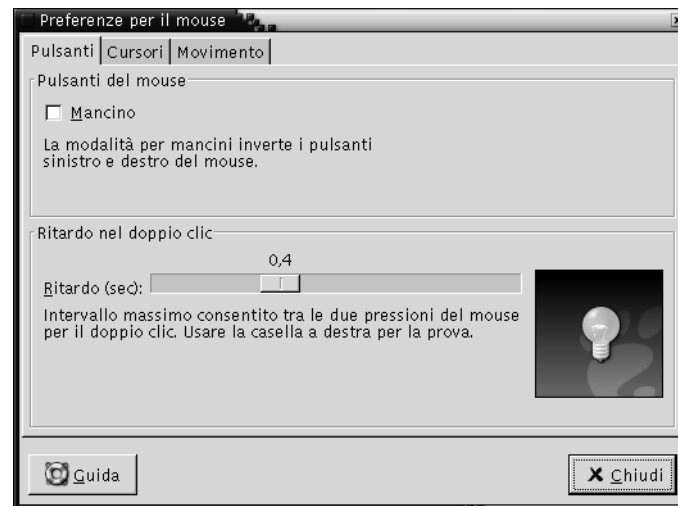 Preferenze per il mouse
Pulsanti Cursori Movimento
Pulsanti del mouse
Mancino
La modalità per mancini inverte i pulsanti
sinistro e destro del mouse.
Ritardo nel doppio clic
0,4
Ritardo (sec):
Intervallo massimo consentito tra le due pressioni del mouse
per il doppio clic. Usare la casella a destra per la prova.
Guida
Chiudi